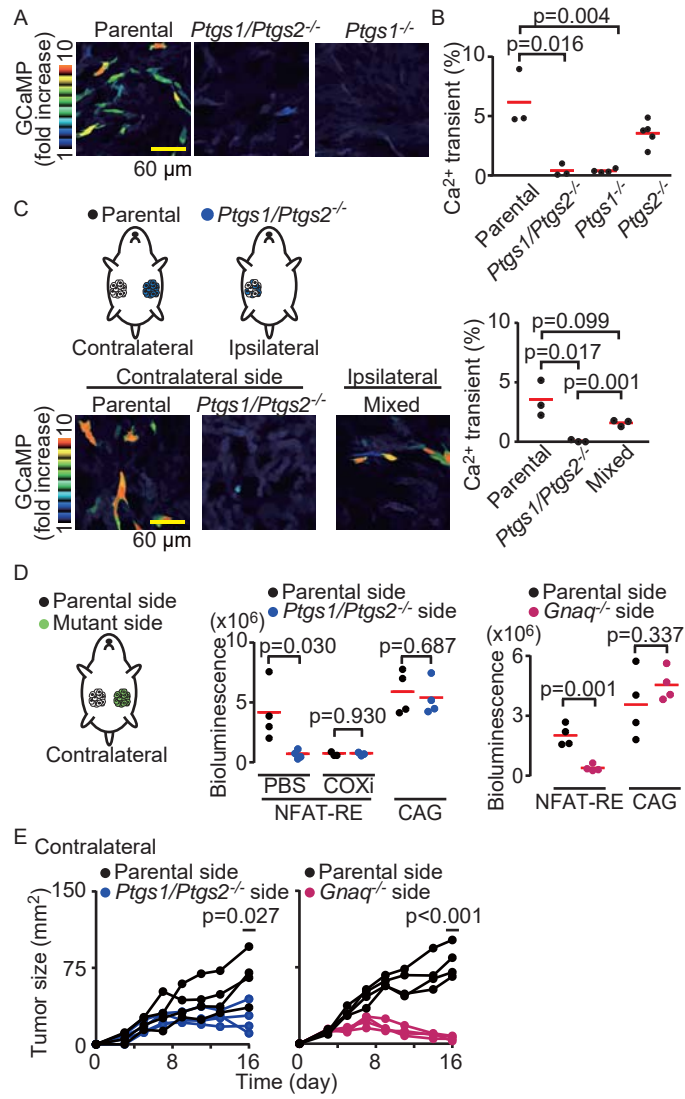 A
Parental
Ptgs1/Ptgs2-/-
Ptgs1-/-
GCaMP
(fold increase)
1
10
60 µm
B
p=0.004
p=0.016
Ca2+ transient (%)
10
5
0
Parental
Ptgs1/Ptgs2-/-
Ptgs1-/-
Ptgs2-/-
C
Parental
Ptgs1/Ptgs2-/-
Contralateral
Ipsilateral
Contralateral side
Ipsilateral
Parental
Ptgs1/Ptgs2-/-
Mixed
GCaMP
(fold increase)
1
10
60 µm
p=0.099
p=0.017
p=0.001
Ca2+ transient (%)
10
5
0
Parental
Ptgs1/Ptgs2-/-
Mixed
D
Parental side
Mutant side
Contralateral
Parental side
Ptgs1/Ptgs2-/- side
(x10⁶)
10
5
0
Bioluminescence
p=0.030
p=0.687
p=0.930
PBS
COXi
NFAT-RE
CAG
Parental side
Gnaq-/- side
(x10⁶)
6
3
0
Bioluminescence
p=0.337
p=0.001
NFAT-RE
CAG
E
Contralateral
Parental side
Ptgs1/Ptgs2-/- side
p=0.027
Tumor size (mm²)
150
75
0
0
8
16
Parental side
Gnaq-/- side
p<0.001
0
8
16
Time (day)